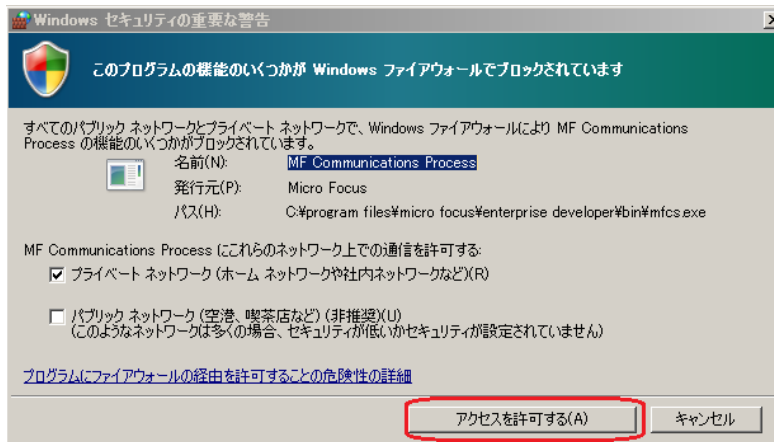 Windows セキュリティの重要な警告
このプログラムの機能のいくつかが Windows ファイアウォールでブロックされています
すべてのパブリック ネットワークとプライベート ネットワークで、Windows ファイアウォールにより MF Communications
Process の機能のいくつかがブロックされています。
名前(N): MF Communications Process
発行元(P): Micro Focus
パス(H): C:¥program files¥micro focus¥enterprise developer¥bin¥mfcs.exe
MF Communications Process にこれらのネットワーク上での通信を許可する:
プライベート ネットワーク (ホーム ネットワークや社内ネットワークなど)(R)
パブリック ネットワーク (空港、喫茶店など) (非推奨)(U)
(このようなネットワークは多くの場合、セキュリティが低いかセキュリティが設定されていません)
プログラムにファイアウォールの経由を許可することの危険性の詳細
アクセスを許可する(A) キャンセル